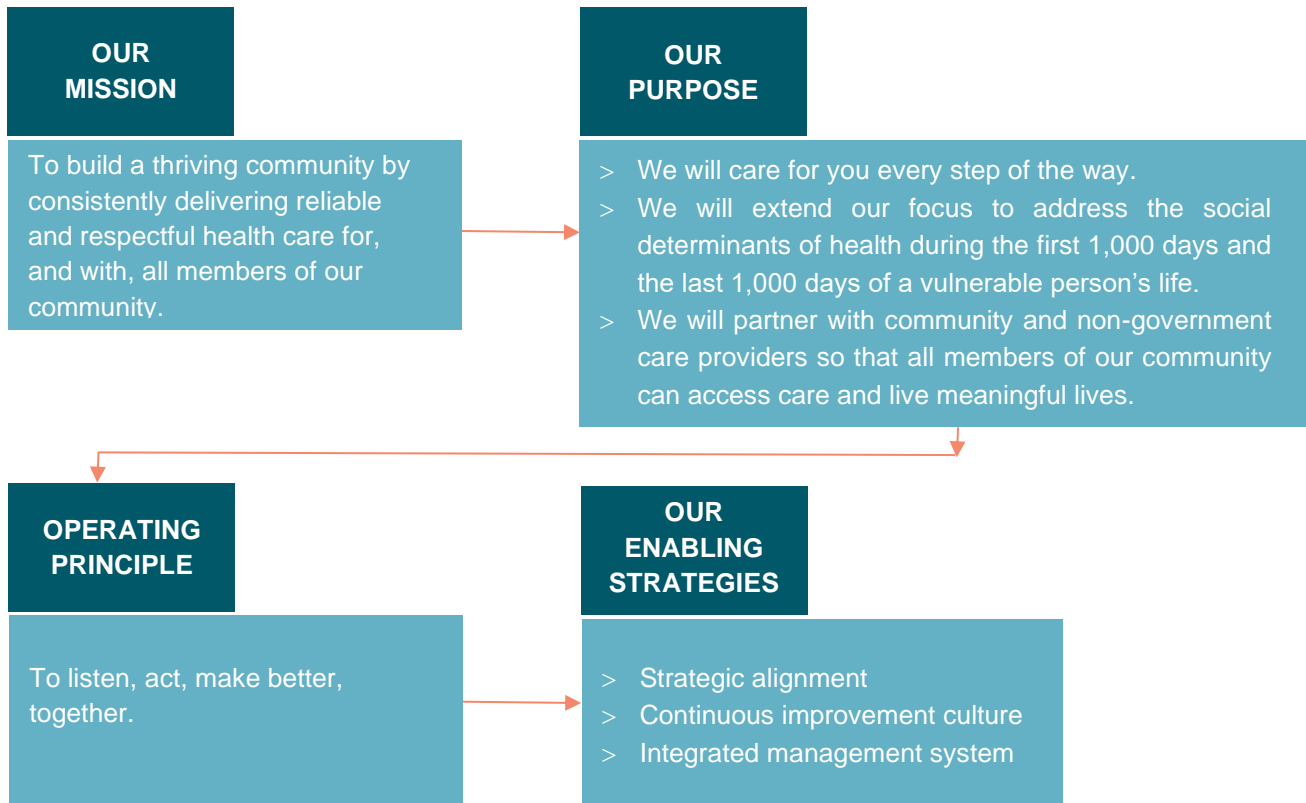 OUR
MISSION
To build a thriving community by
consistently delivering reliable
and respectful health care for,
and with, all members of our
community.
OUR
PURPOSE
> We will care for you every step of the way.
> We will extend our focus to address the social
determinants of health during the first 1,000 days and
the last 1,000 days of a vulnerable person’s life.
> We will partner with community and non-government
care providers so that all members of our community
can access care and live meaningful lives.
OPERATING
PRINCIPLE
To listen, act, make better,
together.
OUR
ENABLING
STRATEGIES
> Strategic alignment
> Continuous improvement culture
> Integrated management system